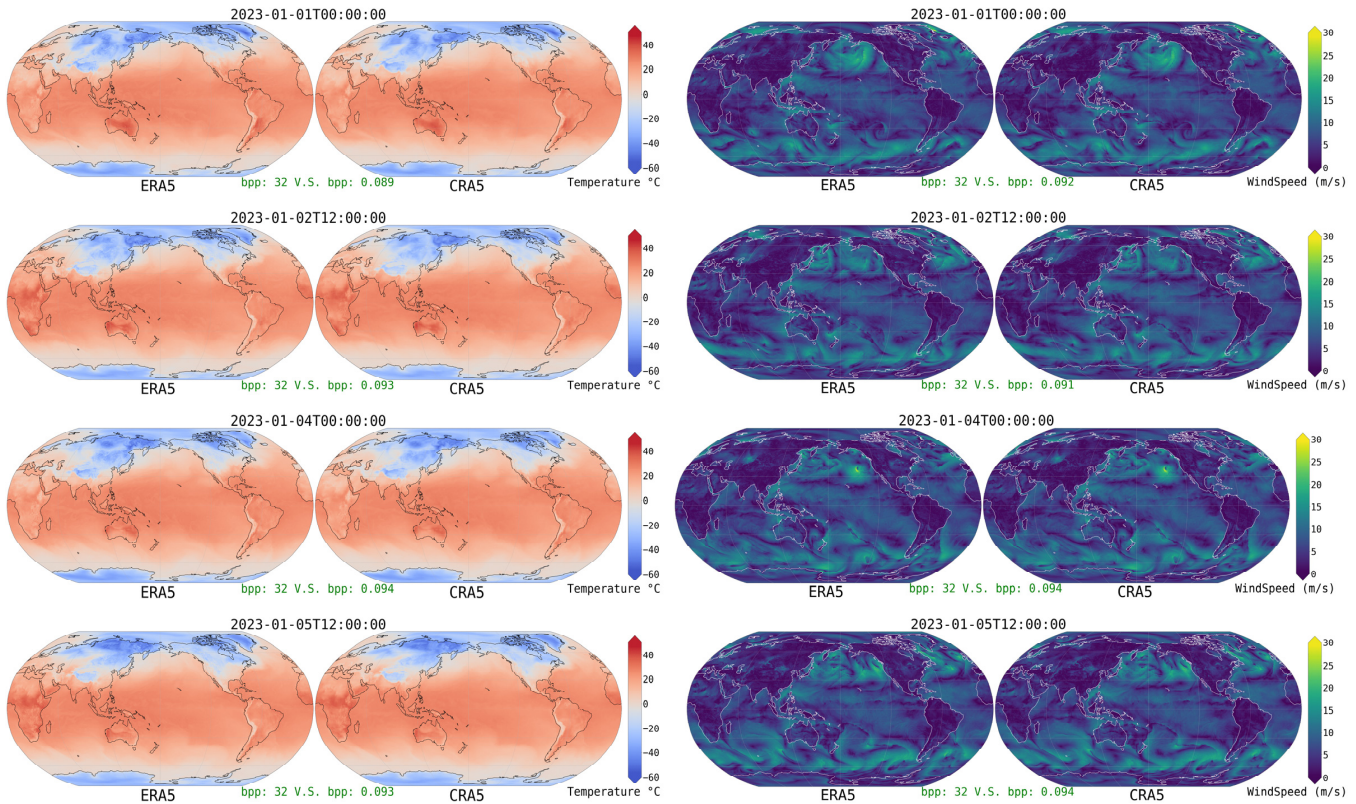 2023-01-01T00:00:00
40
20
0
−20
−40
−60
ERA5
bpp: 32 V.S. bpp: 0.089
CRA5
Temperature °C
2023-01-01T00:00:00
30
25
20
15
10
5
0
ERA5
bpp: 32 V.S. bpp: 0.092
CRA5
WindSpeed (m/s)
2023-01-02T12:00:00
40
20
0
−20
−40
−60
ERA5
bpp: 32 V.S. bpp: 0.093
CRA5
Temperature °C
2023-01-02T12:00:00
30
25
20
15
10
5
0
ERA5
bpp: 32 V.S. bpp: 0.091
CRA5
WindSpeed (m/s)
2023-01-04T00:00:00
40
20
0
−20
−40
−60
ERA5
bpp: 32 V.S. bpp: 0.094
CRA5
Temperature °C
2023-01-04T00:00:00
30
25
20
15
10
5
0
ERA5
bpp: 32 V.S. bpp: 0.094
CRA5
WindSpeed (m/s)
2023-01-05T12:00:00
40
20
0
−20
−40
−60
ERA5
bpp: 32 V.S. bpp: 0.093
CRA5
Temperature °C
2023-01-05T12:00:00
30
25
20
15
10
5
0
ERA5
bpp: 32 V.S. bpp: 0.094
CRA5
WindSpeed (m/s)